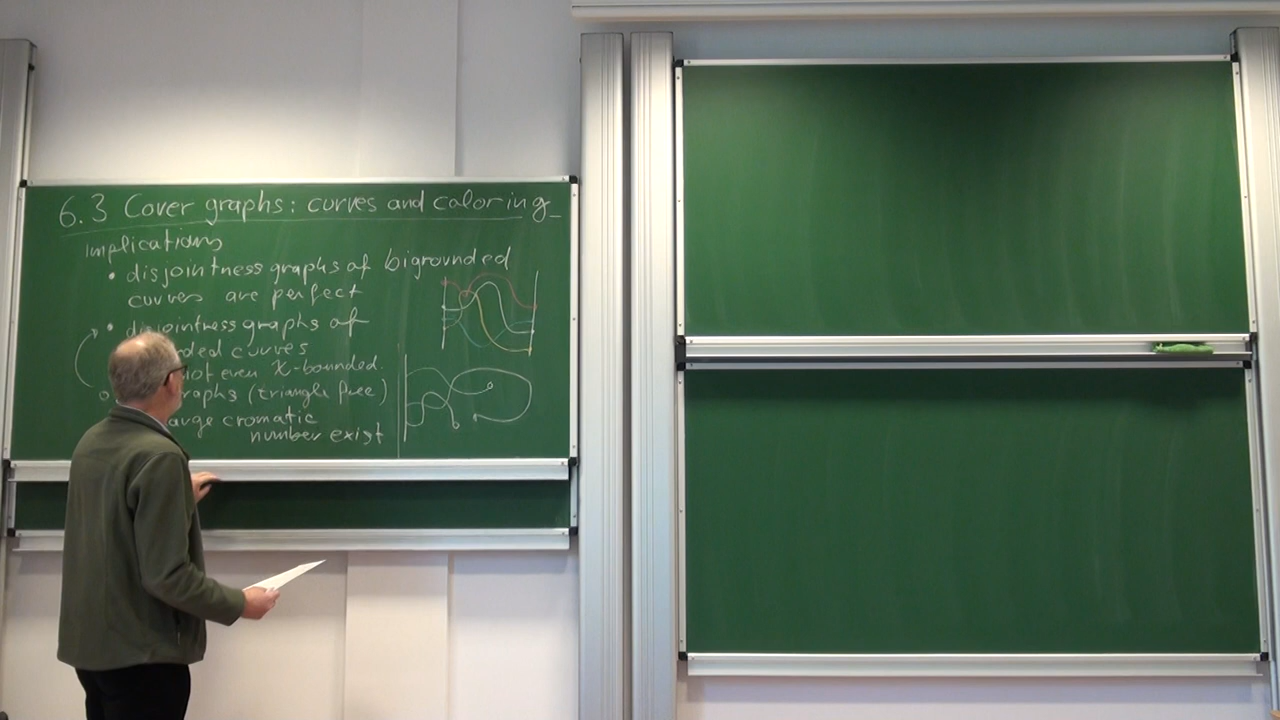 6.3 Cover graphs: curves and coloring
implications
• disjointness graphs of bigrounded
curves are perfect
• disjointness graphs of
ded curves
not even χ-bounded.
raphs (triangle free)
arge cromatic
number exist